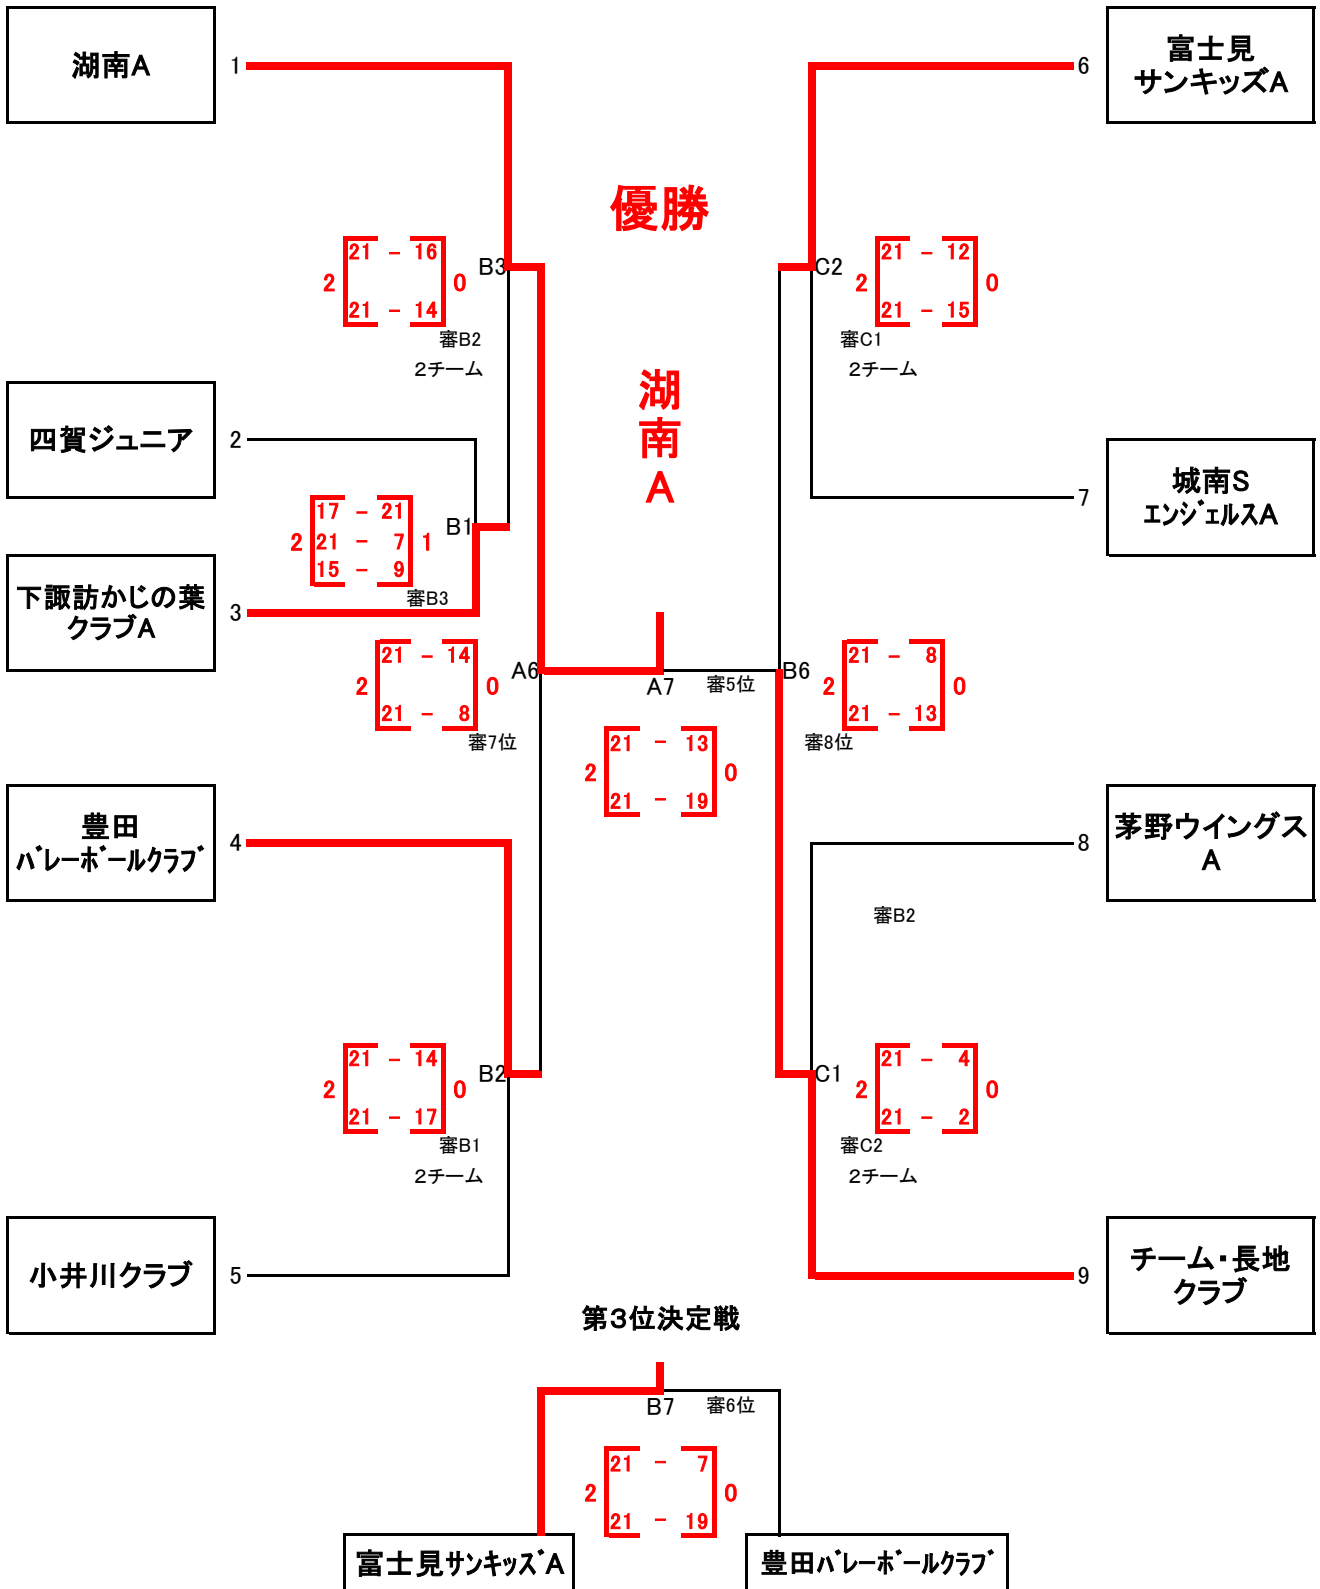 湖南A
1
6
富士見
サンキッズA
優勝
21 - 16
B3
2
0
21 - 14
審B2
2チーム
C2
21 - 12
2
0
21 - 15
審C1
2チーム
湖
南
A
四賀ジュニア
2
7
城南S
エンジェルスA
17 - 21
B1
2
21 - 7
1
15 - 9
審B3
下諏訪かじの葉
クラブA
3
21 - 14
A6
2
0
21 - 8
審7位
A7
審5位
B6
21 - 8
2
0
21 - 13
審8位
21 - 13
2
0
21 - 19
豊田
バレーボールクラブ
4
8
茅野ウイングス
A
審B2
21 - 14
B2
2
0
21 - 17
審B1
2チーム
C1
21 - 4
2
0
21 - 2
審C2
2チーム
小井川クラブ
5
9
チーム・長地
クラブ
第3位決定戦
B7
審6位
21 - 7
2
0
21 - 19
富士見サンキッズA
豊田バレーボールクラブ